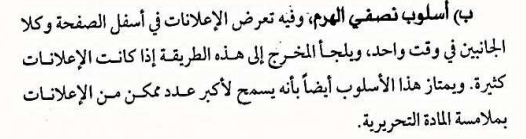 ب) أسلوب نصفي الهرم، وفيه تعرض الإعلانات في أسفل الصفحة وكلا
الجانبين في وقت واحد، ويلجأ المخرج إلى هذه الطريقة إذا كانت الإعلانات
كثيرة. ويمتاز هذا الأسلوب أيضاً بأنه يسمح لأكبر عدد ممكن من الإعلانات
بملامسة المادة التحريرية.